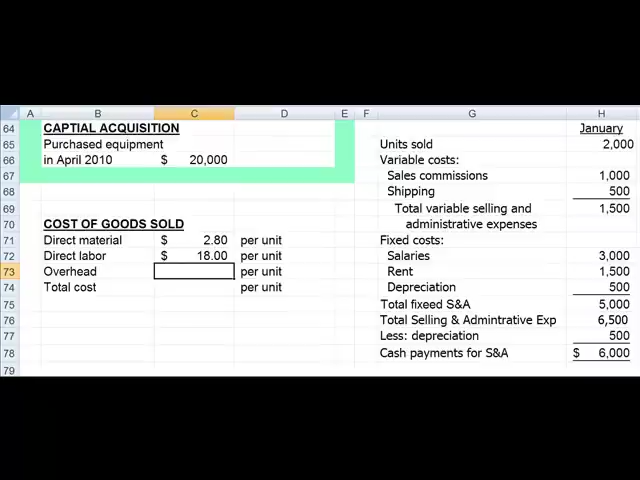 A B C D E F G H
64 CAPTIAL ACQUISITION January
65 Purchased equipment Units sold 2,000
66 in April 2010 $ 20,000 Variable costs:
67 Sales commissions 1,000
68 Shipping 500
69 Total variable selling and 1,500
70 COST OF GOODS SOLD administrative expenses
71 Direct material $ 2.80 per unit Fixed costs:
72 Direct labor $ 18.00 per unit Salaries 3,000
73 Overhead per unit Rent 1,500
74 Total cost per unit Depreciation 500
75 Total fixeed S&A 5,000
76 Total Selling & Admintrative Exp 6,500
77 Less: depreciation 500
78 Cash payments for S&A $ 6,000
79